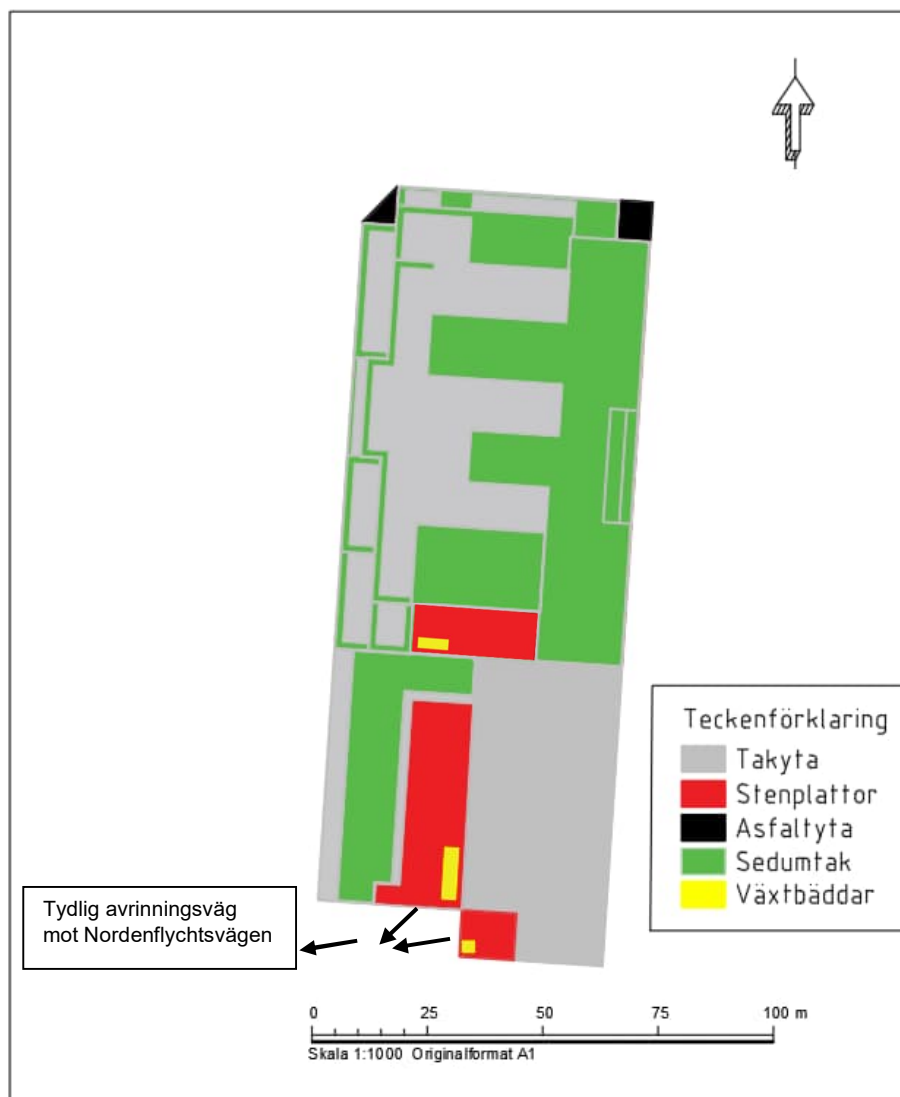 Teckenförklaring
Takyta
Stenplattor
Asfaltyta
Sedumtak
Växtbäddar
Tydlig avrinningsväg
mot Nordenflychtsvägen
0 25 50 75 100 m
Skala 1:1000 Originalformat A1